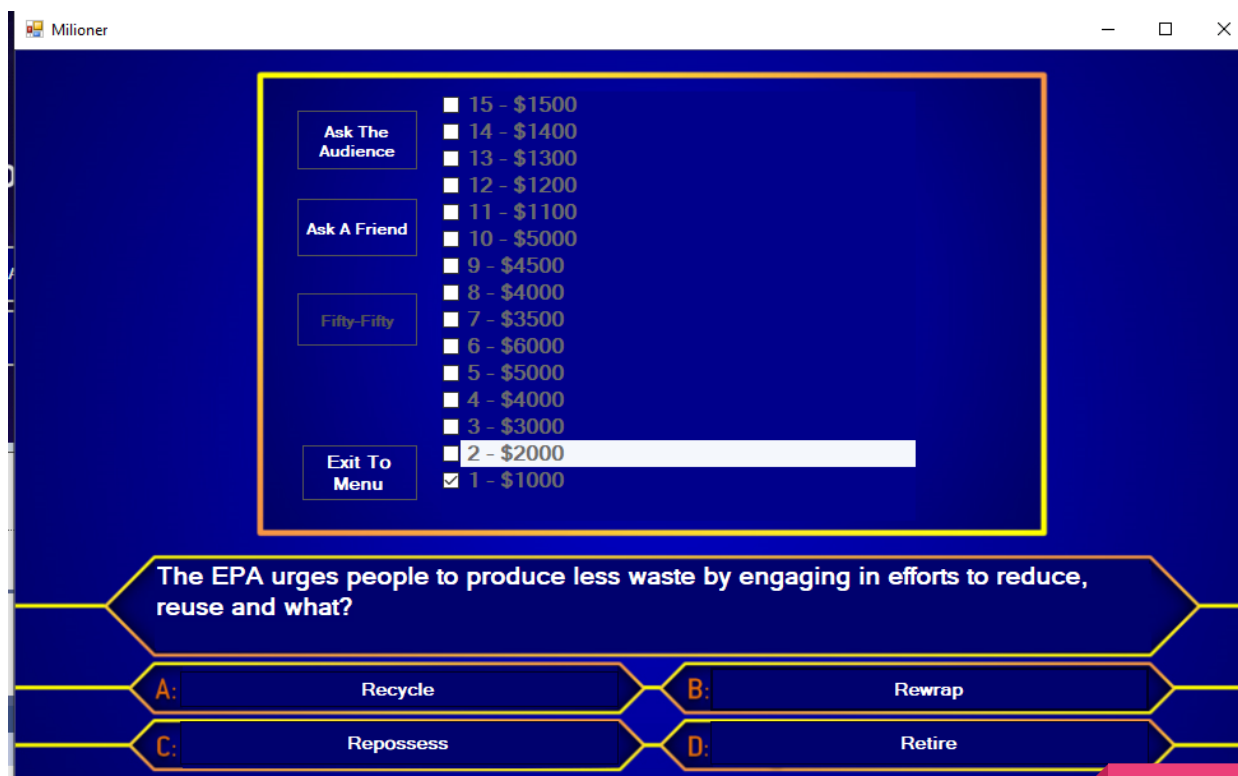 Milioner
Ask The
Audience
Ask A Friend
Fifty-Fifty
Exit To
Menu
15 - $1500
14 - $1400
13 - $1300
12 - $1200
11 - $1100
10 - $5000
9 - $4500
8 - $4000
7 - $3500
6 - $6000
5 - $5000
4 - $4000
3 - $3000
2 - $2000
1 - $1000
The EPA urges people to produce less waste by engaging in efforts to reduce,
reuse and what?
A: Recycle
B: Rewrap
C: Repossess
D: Retire